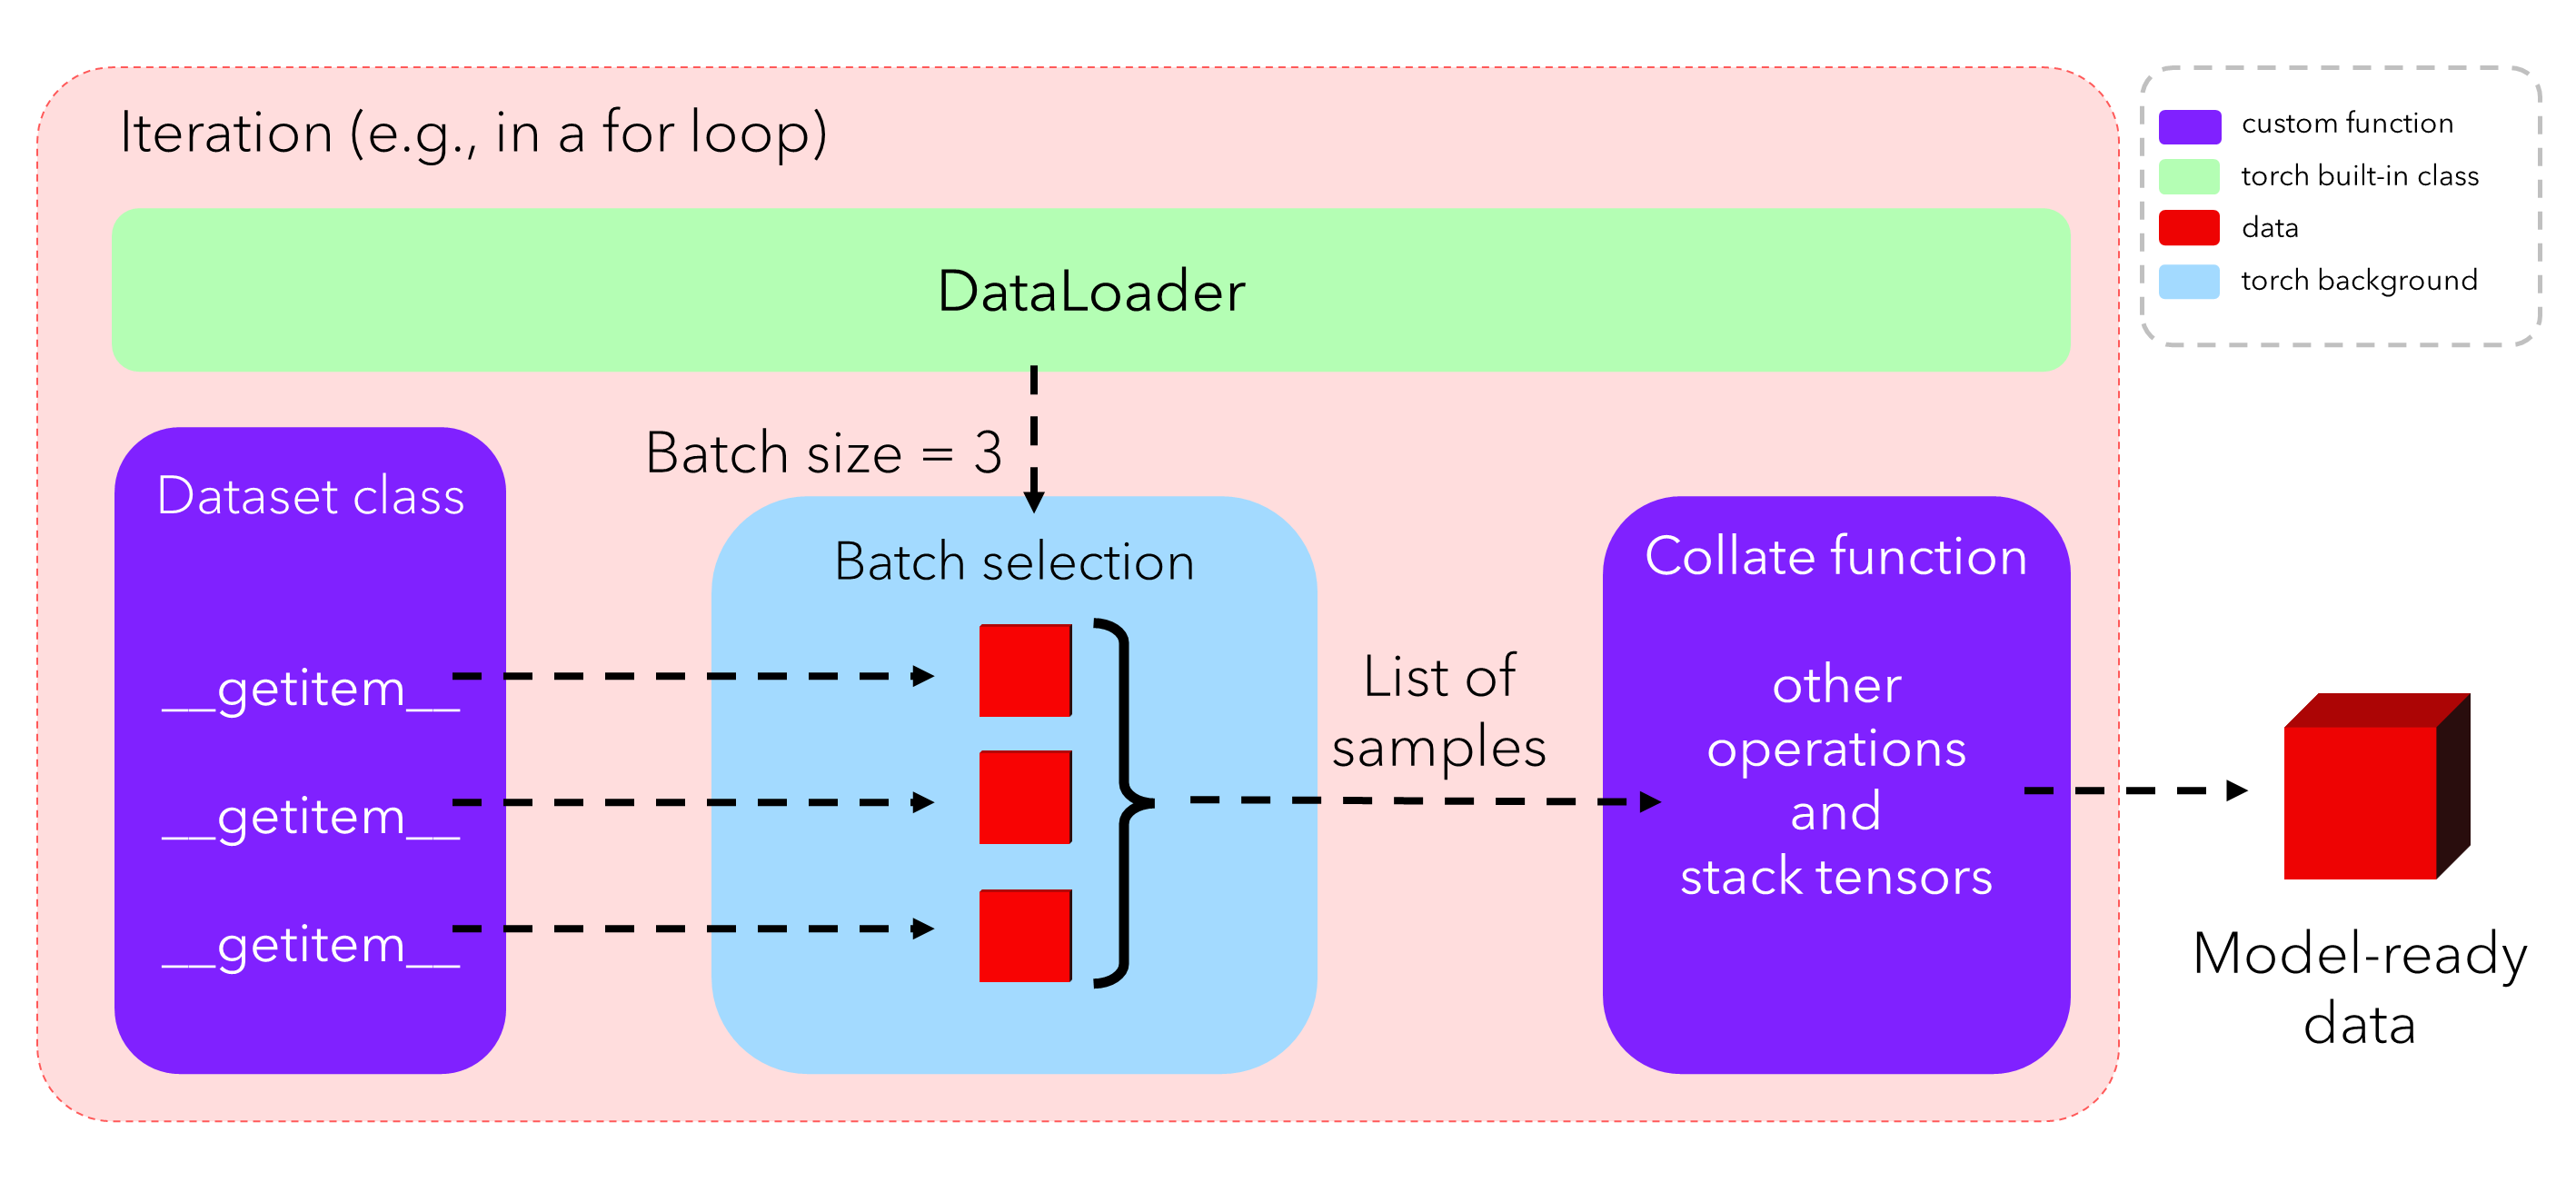 Iteration (e.g., in a for loop)
DataLoader
Batch size = 3
Dataset class
__getitem__
__getitem__
__getitem__
Batch selection
List of
samples
Collate function
other
operations
and
stack tensors
Model-ready
data
custom function
torch built-in class
data
torch background